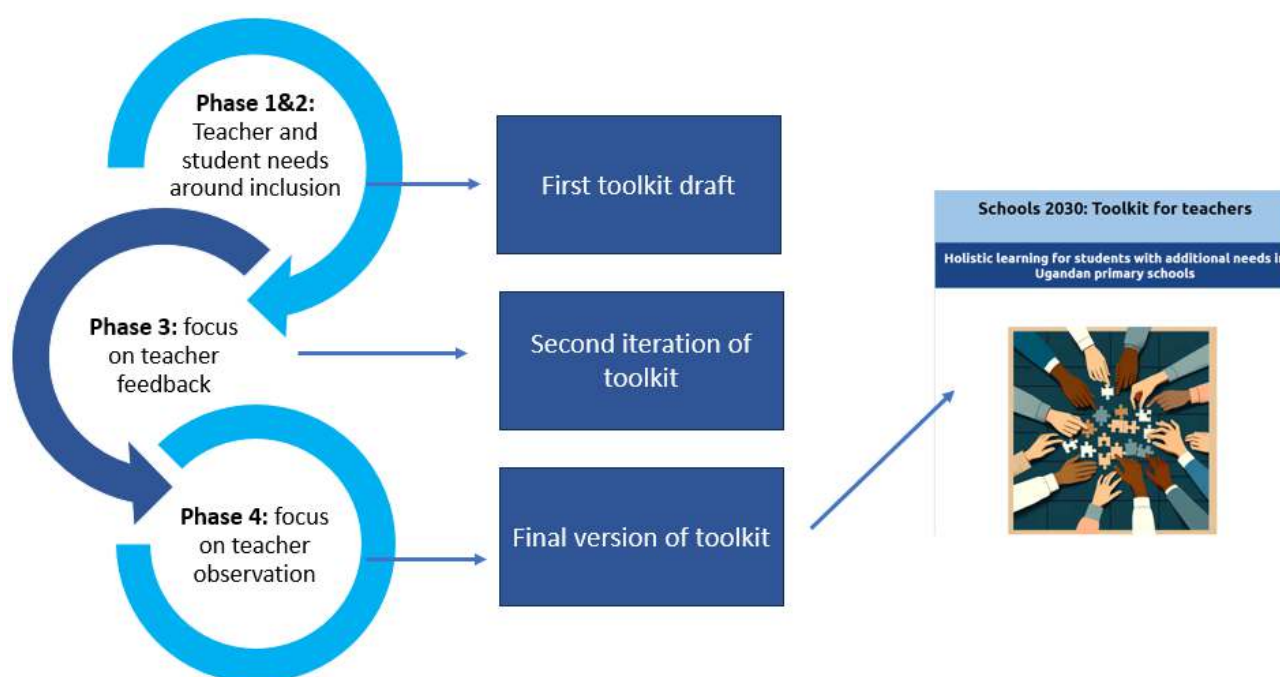 Phase 1&2:
Teacher and
student needs
around inclusion
First toolkit draft
Phase 3: focus
on teacher
feedback
Second iteration of
toolkit
Phase 4: focus
on teacher
observation
Final version of toolkit
Schools 2030: Toolkit for teachers
Holistic learning for students with additional needs in
Ugandan primary schools